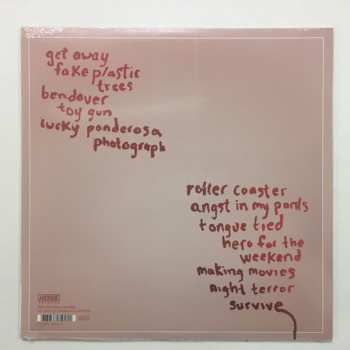 get away
fake plastic
trees
bendover
toy gun
lucky ponderosa
photograph
roller coaster
angst in my pants
tongue tied
hero for the
weekend
making movies
night terror
survive